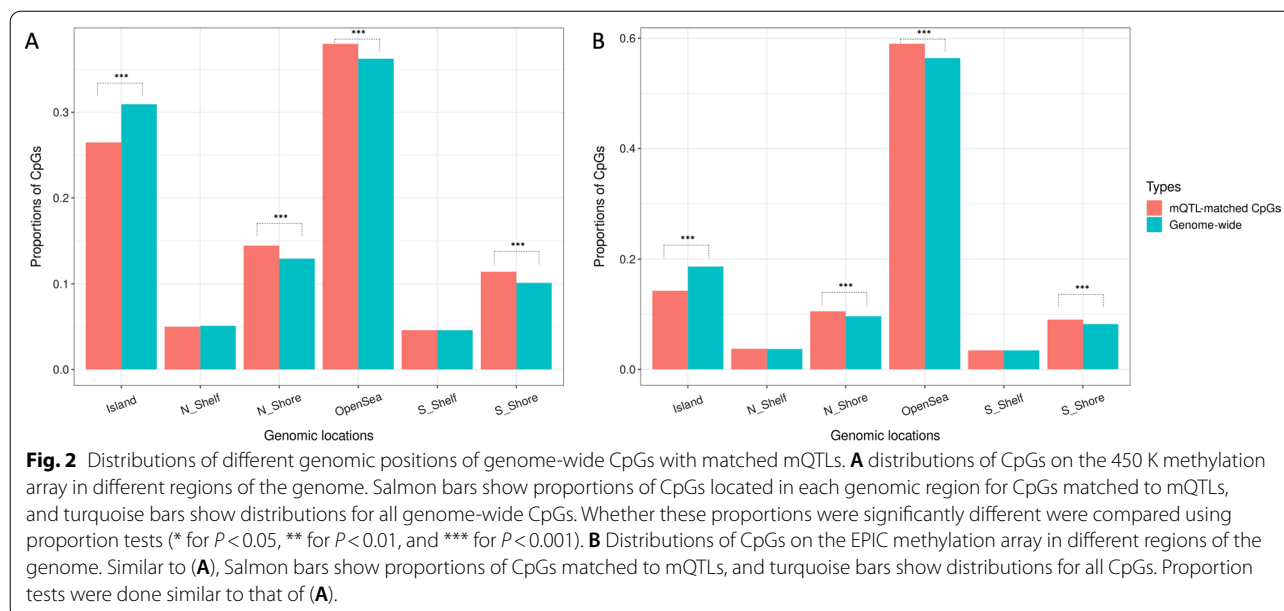 A
Proportions of CpGs
0.3
0.2
0.1
0.0
***
***
***
***
Island
N_Shelf
N_Shore
OpenSea
S_Shelf
S_Shore
Genomic locations
B
Proportions of CpGs
0.6
0.4
0.2
0.0
***
***
***
***
Island
N_Shelf
N_Shore
OpenSea
S_Shelf
S_Shore
Genomic locations
Types
mQTL-matched CpGs
Genome-wide
Fig. 2 Distributions of different genomic positions of genome-wide CpGs with matched mQTLs. A distributions of CpGs on the 450 K methylation
array in different regions of the genome. Salmon bars show proportions of CpGs located in each genomic region for CpGs matched to mQTLs,
and turquoise bars show distributions for all genome-wide CpGs. Whether these proportions were significantly different were compared using
proportion tests (* for P < 0.05, ** for P < 0.01, and *** for P < 0.001). B Distributions of CpGs on the EPIC methylation array in different regions of the
genome. Similar to (A), Salmon bars show proportions of CpGs matched to mQTLs, and turquoise bars show distributions for all CpGs. Proportion
tests were done similar to that of (A).